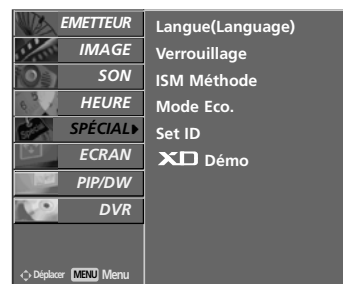 EMETTEUR
IMAGE
SON
HEURE
SPÉCIAL
ECRAN
PIP/DW
DVR
Déplacer MENU Menu
Langue(Language)
Verrouillage
ISM Méthode
Mode Eco.
Set ID
XD Démo